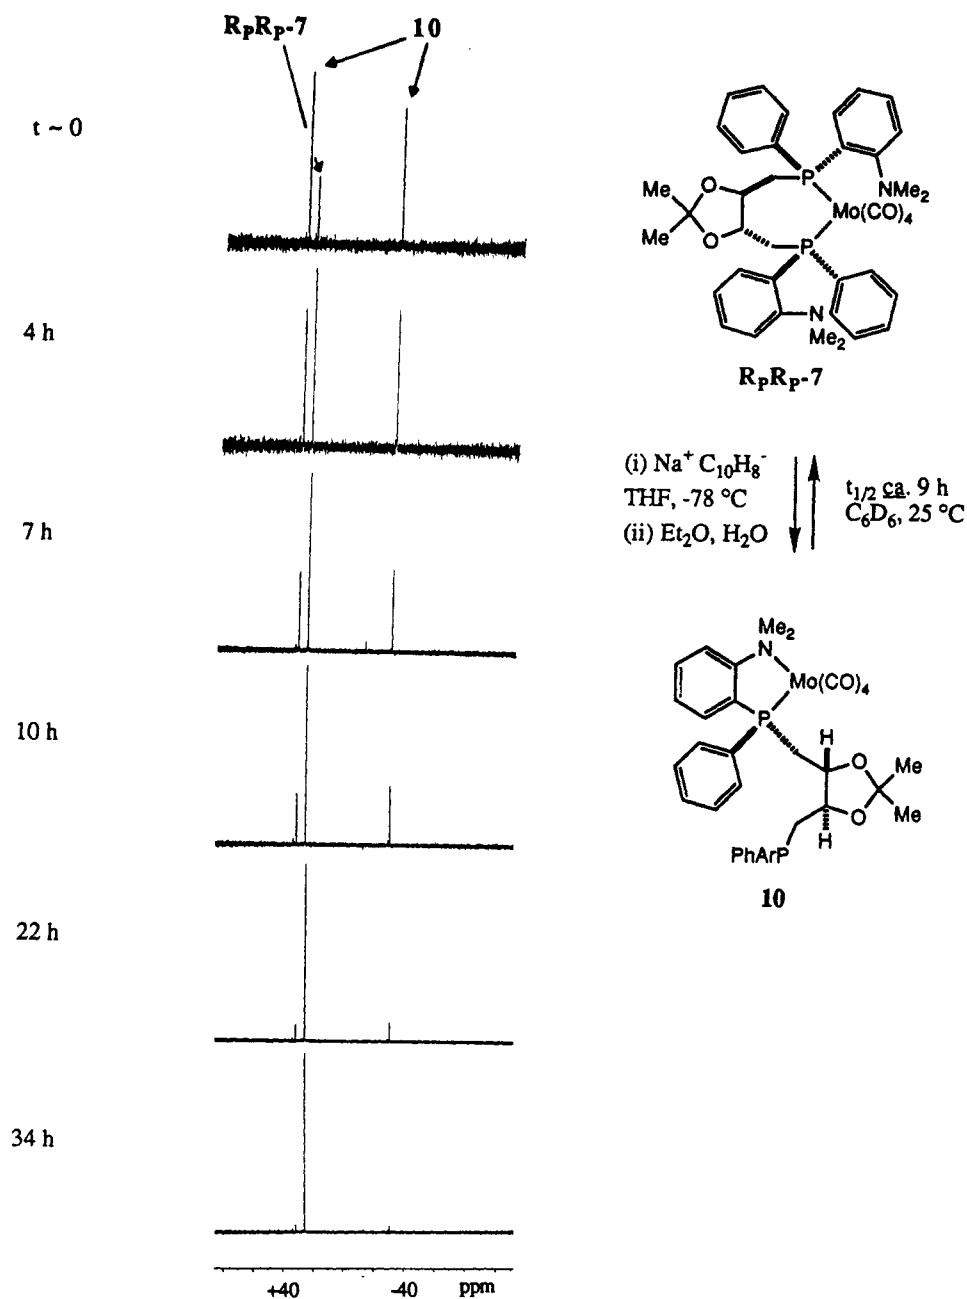 RPRP-7
10
t ~ 0
4 h
7 h
10 h
22 h
34 h
+40
-40
ppm
Me
Me
O
O
P
P
NMe2
Mo(CO)4
N
Me2
RPRP-7
(i) Na+ C10H8-
THF, -78 °C
(ii) Et2O, H2O
t1/2 ca. 9 h
C6D6, 25 °C
Me2
N
Mo(CO)4
P
H
O
Me
O
Me
H
PhArP
10